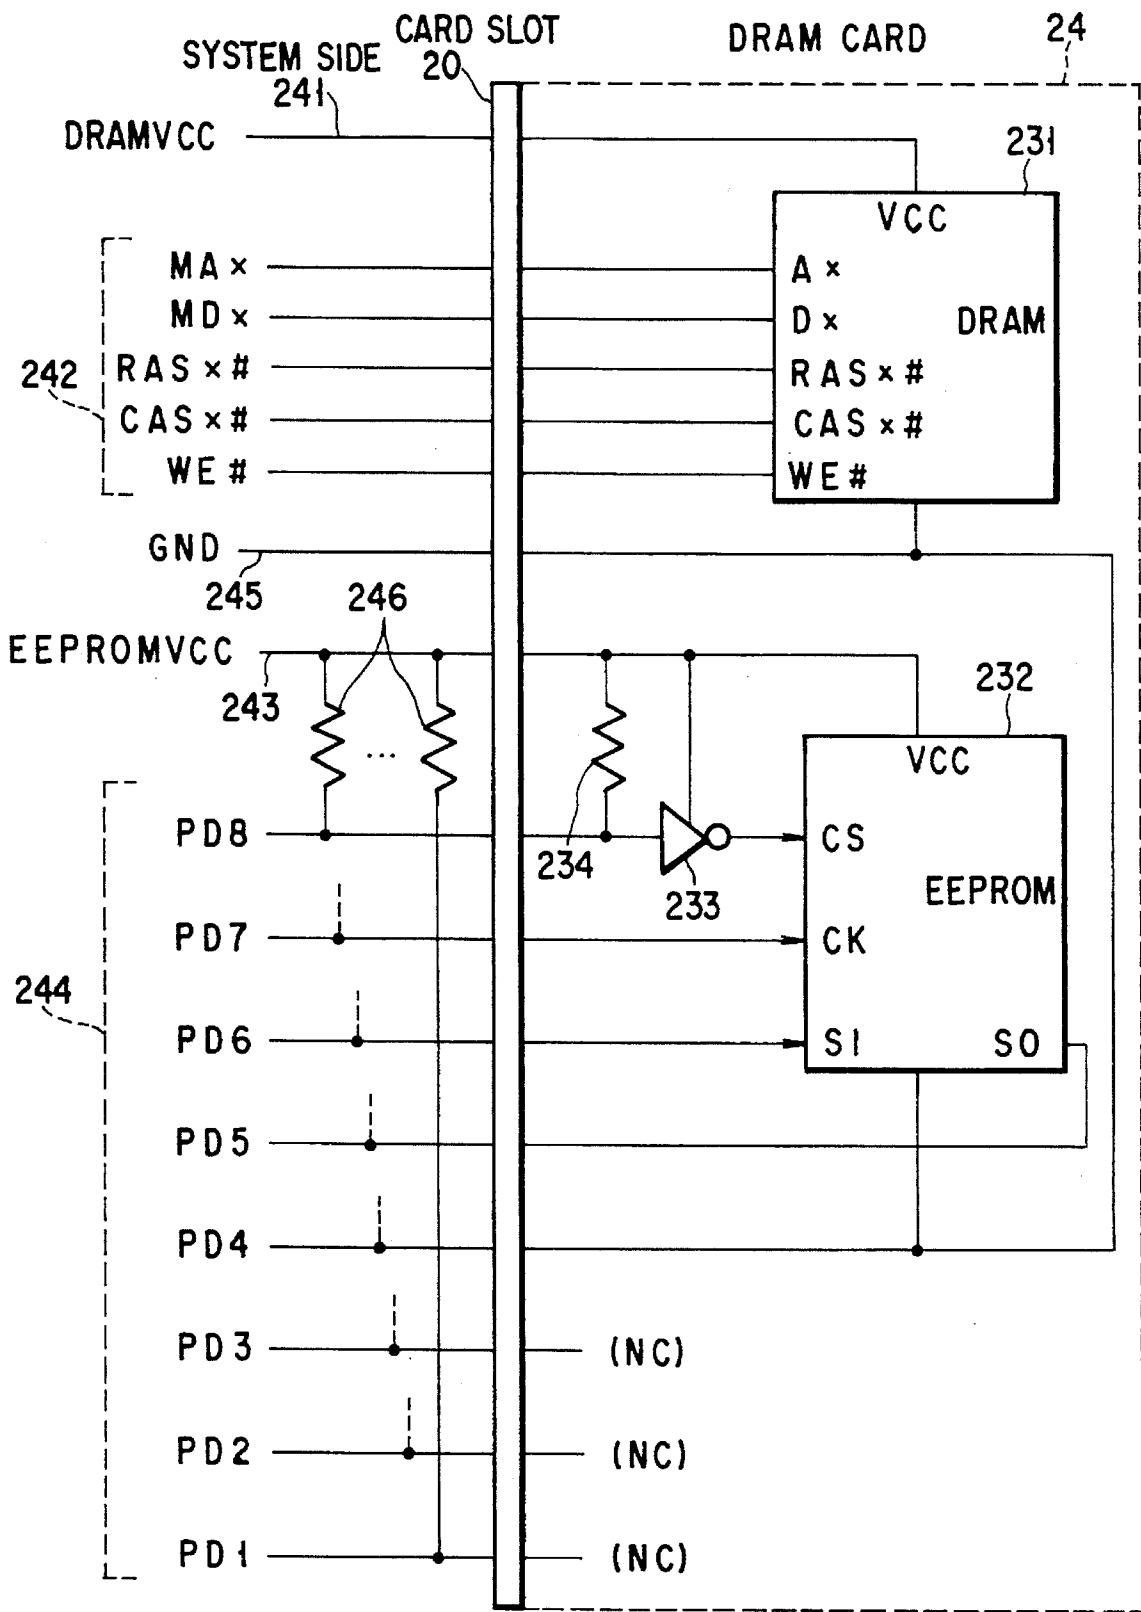 CARD SLOT
20
DRAM CARD
24
SYSTEM SIDE
241
DRAMVCC
231
VCC
MA×
A×
MD×
D×
DRAM
242
RAS×#
RAS×#
CAS×#
CAS×#
WE#
WE#
GND
245
246
EEPROMVCC
243
232
...
VCC
PD8
234
233
CS
EEPROM
PD7
CK
244
PD6
SI
SO
PD5
PD4
PD3
(NC)
PD2
(NC)
PD1
(NC)